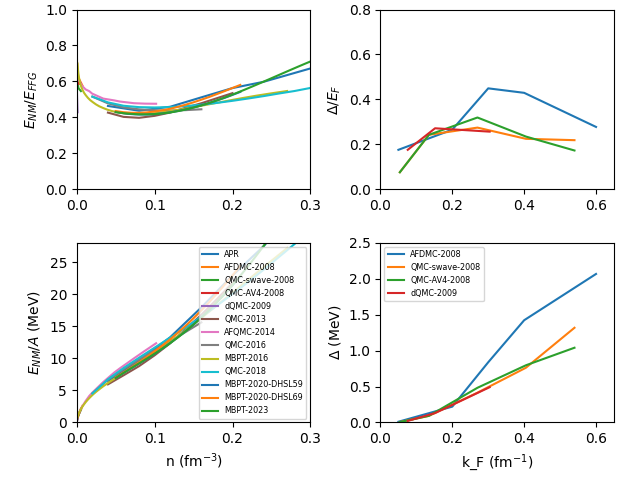 1.0
0.8
0.6
0.4
0.2
0.0
0.0
0.1
0.2
0.3
E_NM/E_FFG
0.8
0.6
0.4
0.2
0.0
0.0
0.2
0.4
0.6
Δ/E_F
25
20
15
10
5
0
0.0
0.1
0.2
0.3
E_NM/A (MeV)
n (fm⁻³)
APR
AFDMC-2008
QMC-swave-2008
QMC-AV4-2008
dQMC-2009
QMC-2013
AFQMC-2014
QMC-2016
MBPT-2016
QMC-2018
MBPT-2020-DHSL59
MBPT-2020-DHSL69
MBPT-2023
2.5
2.0
1.5
1.0
0.5
0.0
0.0
0.2
0.4
0.6
Δ (MeV)
k_F (fm⁻¹)
AFDMC-2008
QMC-swave-2008
QMC-AV4-2008
dQMC-2009